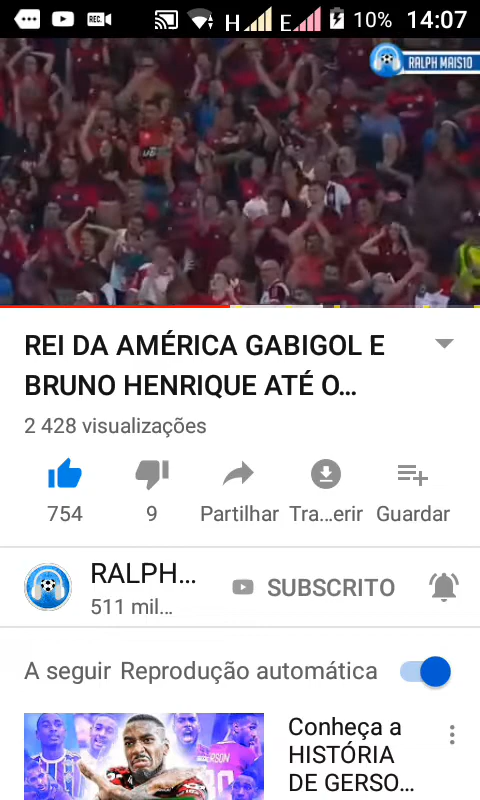 REC
H
E
10%
14:07
RALPH MAIS10
REI DA AMÉRICA GABIGOL E
BRUNO HENRIQUE ATÉ O...
2 428 visualizações
754
9
Partilhar
Tra...erir
Guardar
RALPH...
SUBSCRITO
511 mil...
A seguir Reprodução automática
Conheça a
HISTÓRIA
DE GERSO...